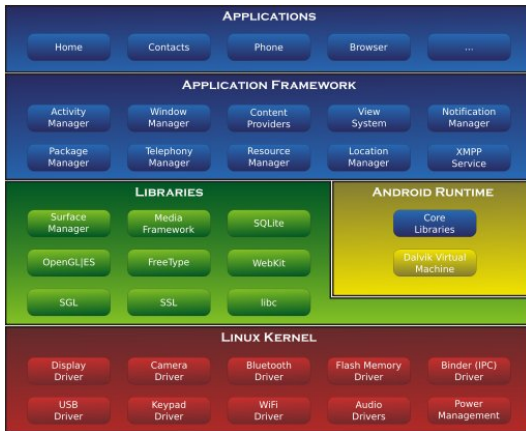 APPLICATIONS
Home
Contacts
Phone
Browser
...
APPLICATION FRAMEWORK
Activity
Manager
Window
Manager
Content
Providers
View
System
Notification
Manager
Package
Manager
Telephony
Manager
Resource
Manager
Location
Manager
XMPP
Service
LIBRARIES
Surface
Manager
Media
Framework
SQLite
OpenGL|ES
FreeType
WebKit
SGL
SSL
libc
ANDROID RUNTIME
Core
Libraries
Dalvik Virtual
Machine
LINUX KERNEL
Display
Driver
Camera
Driver
Bluetooth
Driver
Flash Memory
Driver
Binder (IPC)
Driver
USB
Driver
Keypad
Driver
WiFi
Driver
Audio
Drivers
Power
Management